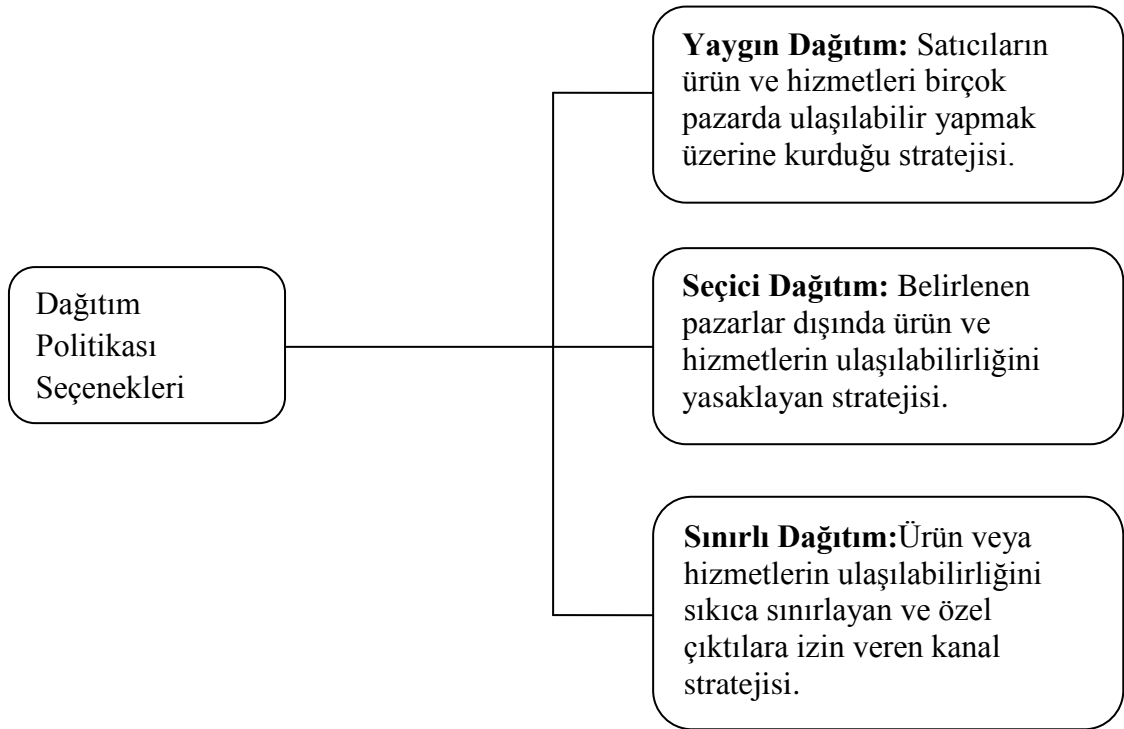 Yaygın Dağıtım: Satıcıların
ürün ve hizmetleri birçok
pazarda ulaşılabilir yapmak
üzerine kurduğu stratejisi.
Dağıtım
Politikası
Seçenekleri
Seçici Dağıtım: Belirlenen
pazarlar dışında ürün ve
hizmetlerin ulaşılabilirliğini
yasaklayan stratejisi.
Sınırlı Dağıtım:Ürün veya
hizmetlerin ulaşılabilirliğini
sıkıca sınırlayan ve özel
çıktılara izin veren kanal
stratejisi.